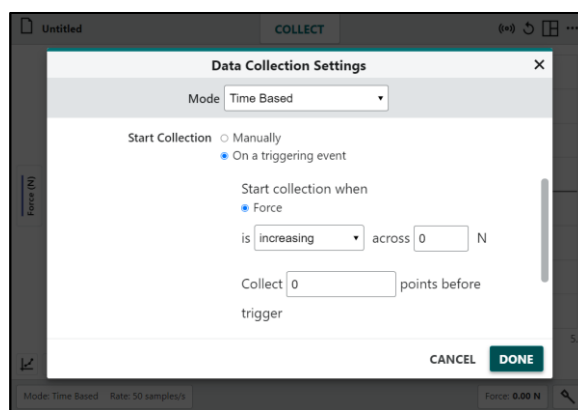 Untitled COLLECT
Data Collection Settings
Mode Time Based
Start Collection Manually
On a triggering event
Force (N)
Start collection when
Force
is increasing across 0 N
Collect 0 points before
trigger
CANCEL DONE
Mode: Time Based Rate: 50 samples/s Force: 0.00 N